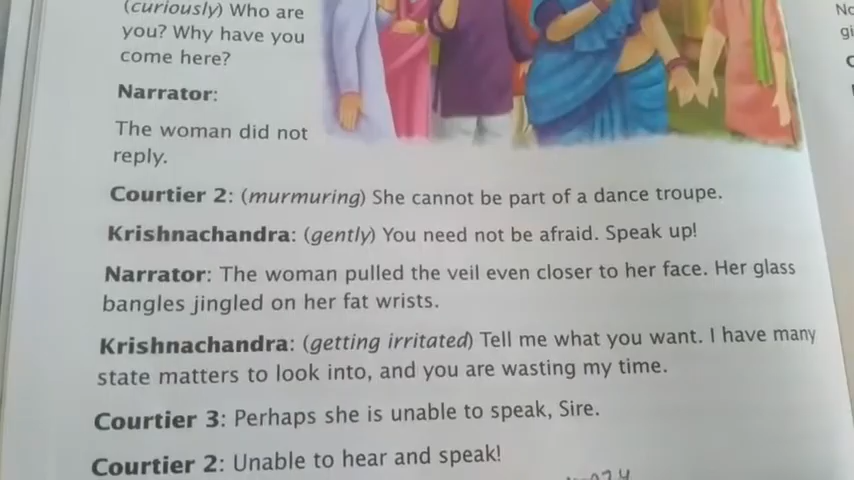 (curiously) Who are
you? Why have you
come here?
Narrator:
The woman did not
reply.
Courtier 2: (murmuring) She cannot be part of a dance troupe.
Krishnachandra: (gently) You need not be afraid. Speak up!
Narrator: The woman pulled the veil even closer to her face. Her glass
bangles jingled on her fat wrists.
Krishnachandra: (getting irritated) Tell me what you want. I have many
state matters to look into, and you are wasting my time.
Courtier 3: Perhaps she is unable to speak, Sire.
Courtier 2: Unable to hear and speak!